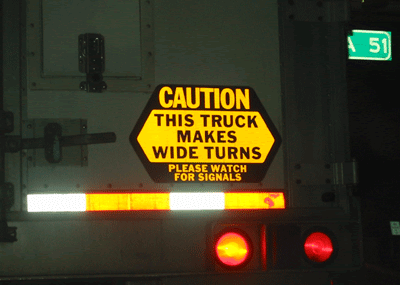 CAUTION
THIS TRUCK
MAKES
WIDE TURNS
PLEASE WATCH
FOR SIGNALS
A 51